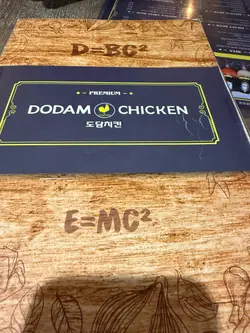 D=BC²
PREMIUM
DODAM CHICKEN
도담치킨
E=MC²